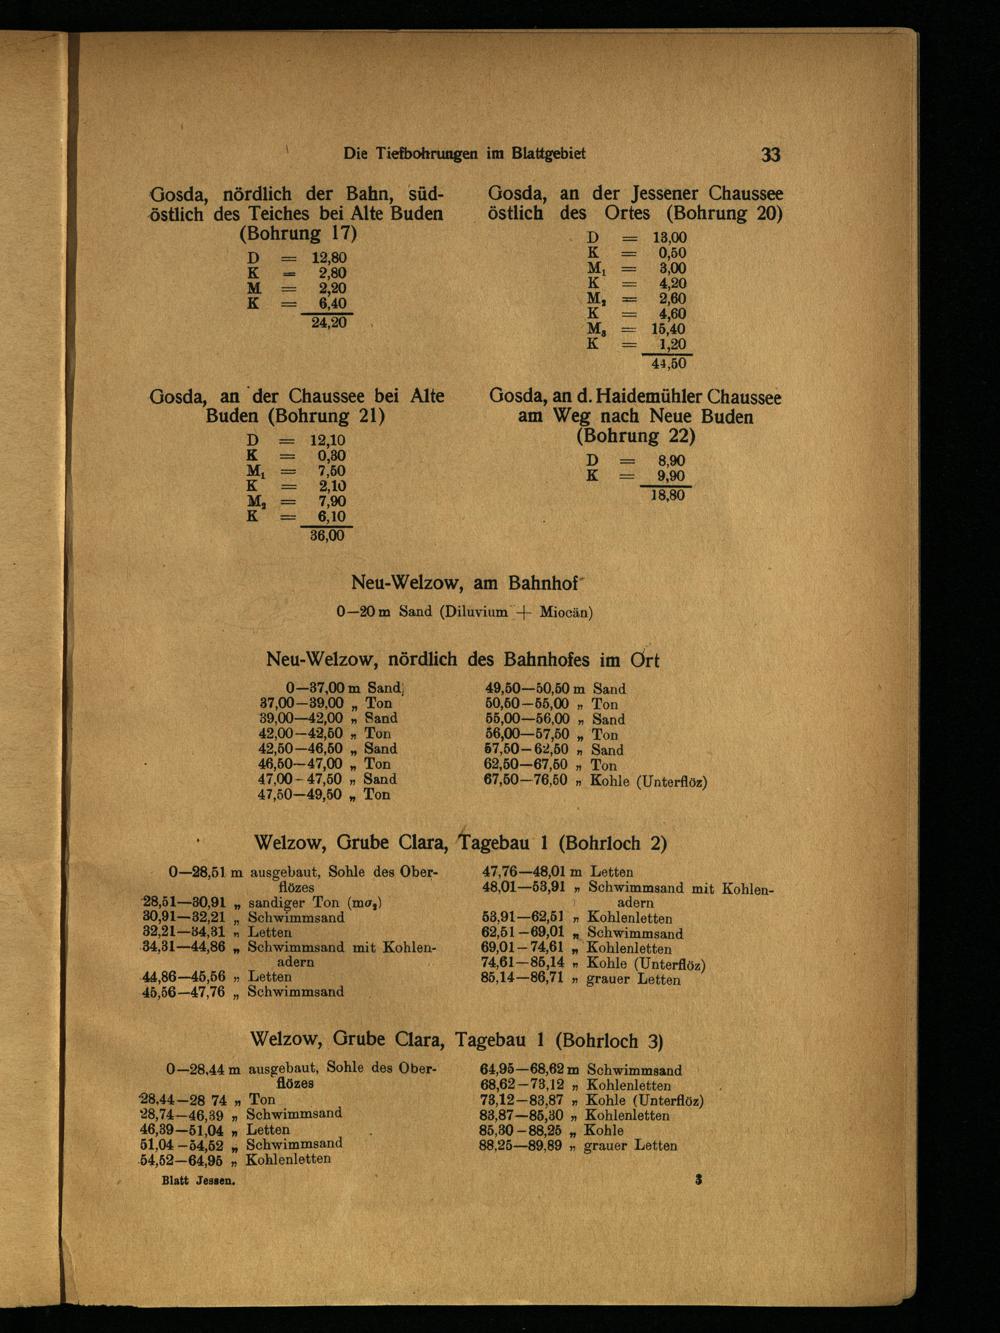 Die Tiefbohrungen im Blattgebiet 33
Gosda, nördlich der Bahn, süd-
östlich des Teiches bei Alte Buden
(Bohrung 17)
D = 12,80
K = 2,80
M = 2,20
K = 6,40
24,20
Gosda, an der Jessener Chaussee
östlich des Ortes (Bohrung 20)
D = 13,00
K = 0,50
M₁ = 3,00
K = 4,20
M₂ = 2,60
K = 4,60
M₃ = 15,40
K = 1,20
44,50
Gosda, an der Chaussee bei Alte
Buden (Bohrung 21)
D = 12,10
K = 0,30
M₁ = 7,50
K = 2,10
M₂ = 7,90
K = 6,10
36,00
Gosda, an d. Haidemühler Chaussee
am Weg nach Neue Buden
(Bohrung 22)
D = 8,90
K = 9,90
18,80
Neu-Welzow, am Bahnhof
0—20 m Sand (Diluvium + Miocän)
Neu-Welzow, nördlich des Bahnhofes im Ort
0—37,00 m Sand
37,00—39,00 „ Ton
39,00—42,00 „ Sand
42,00—42,50 „ Ton
42,50—46,50 „ Sand
46,50—47,00 „ Ton
47,00—47,50 „ Sand
47,50—49,50 „ Ton
49,50—50,50 m Sand
50,50—55,00 „ Ton
55,00—56,00 „ Sand
56,00—57,50 „ Ton
57,50—62,50 „ Sand
62,50—67,50 „ Ton
67,50—76,50 „ Kohle (Unterflöz)
Welzow, Grube Clara, Tagebau 1 (Bohrloch 2)
0—28,51 m ausgebaut, Sohle des Ober-
flözes
28,51—30,91 „ sandiger Ton (mσ₂)
30,91—32,21 „ Schwimmsand
32,21—34,31 „ Letten
34,31—44,86 „ Schwimmsand mit Kohlen-
adern
44,86—45,56 „ Letten
45,56—47,76 „ Schwimmsand
47,76—48,01 m Letten
48,01—53,91 „ Schwimmsand mit Kohlen-
adern
53,91—62,51 „ Kohlenletten
62,51—69,01 „ Schwimmsand
69,01—74,61 „ Kohlenletten
74,61—85,14 „ Kohle (Unterflöz)
85,14—86,71 „ grauer Letten
Welzow, Grube Clara, Tagebau 1 (Bohrloch 3)
0—28,44 m ausgebaut, Sohle des Ober-
flözes
28,44—28 74 „ Ton
28,74—46,39 „ Schwimmsand
46,39—51,04 „ Letten
51,04—54,52 „ Schwimmsand
54,52—64,95 „ Kohlenletten
64,95—68,62 m Schwimmsand
68,62—73,12 „ Kohlenletten
73,12—83,87 „ Kohle (Unterflöz)
83,87—85,30 „ Kohlenletten
85,30—88,25 „ Kohle
88,25—89,89 „ grauer Letten
Blatt Jessen. 3